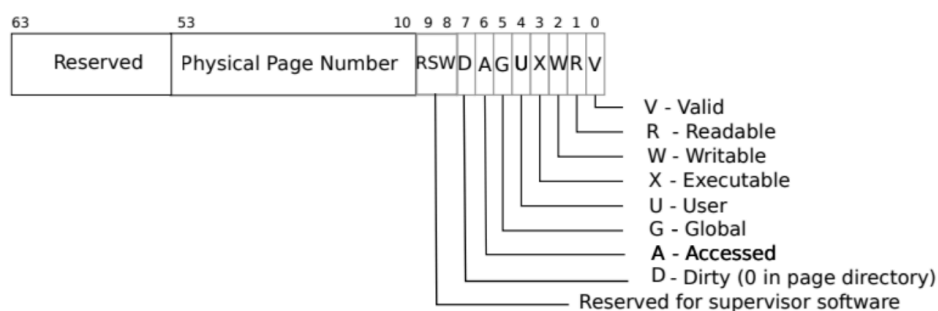 63 53 10 9 8 7 6 5 4 3 2 1 0
Reserved Physical Page Number RSW D A G U X W R V
V - Valid
R - Readable
W - Writable
X - Executable
U - User
G - Global
A - Accessed
D - Dirty (0 in page directory)
Reserved for supervisor software